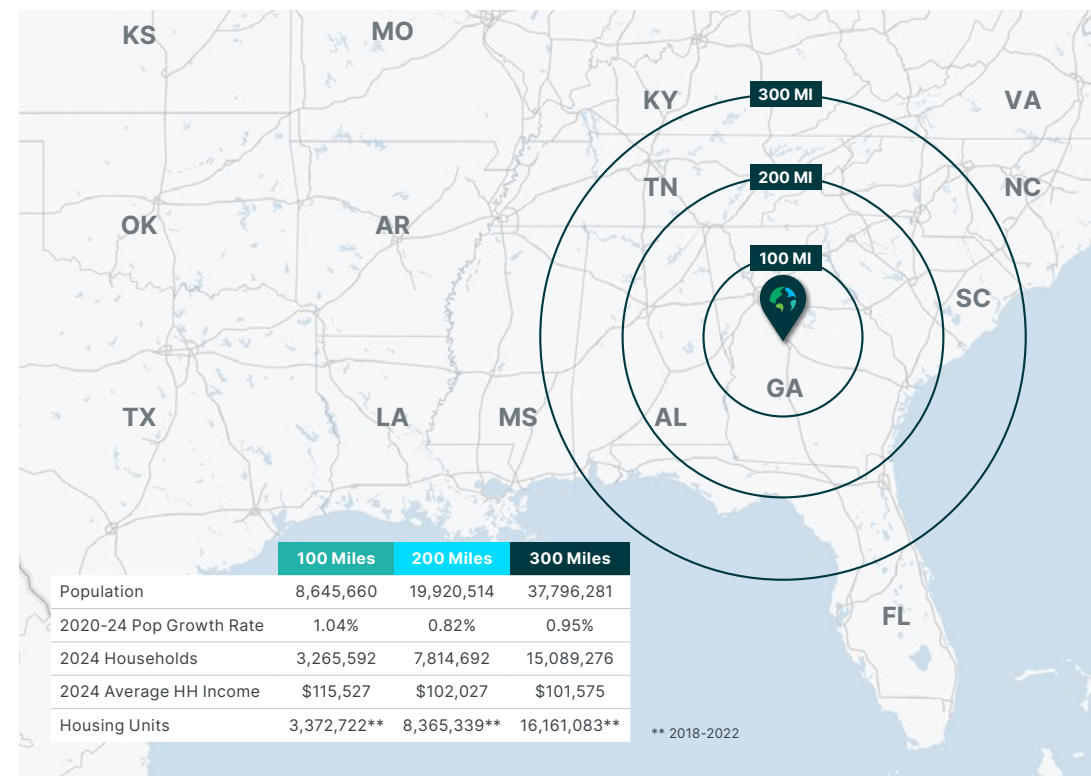 KS
MO
300 MI
KY
VA
200 MI
TN
NC
OK
AR
100 MI
SC
GA
TX
LA
MS
AL
100 Miles 200 Miles 300 Miles
Population 8,645,660 19,920,514 37,796,281
2020-24 Pop Growth Rate 1.04% 0.82% 0.95%
FL
2024 Households 3,265,592 7,814,692 15,089,276
2024 Average HH Income $115,527 $102,027 $101,575
Housing Units 3,372,722** 8,365,339** 16,161,083**
** 2018-2022